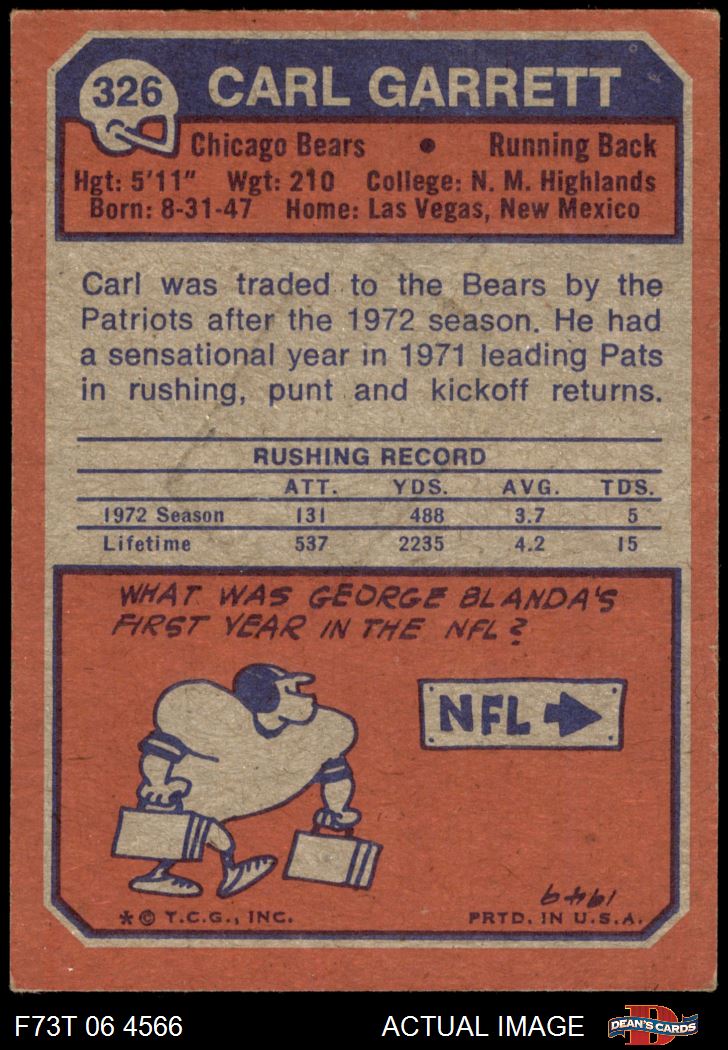 326 CARL GARRETT
Chicago Bears • Running Back
Hgt: 5'11" Wgt: 210 College: N. M. Highlands
Born: 8-31-47 Home: Las Vegas, New Mexico
Carl was traded to the Bears by the
Patriots after the 1972 season. He had
a sensational year in 1971 leading Pats
in rushing, punt and kickoff returns.
RUSHING RECORD
ATT. YDS. AVG. TDS.
1972 Season 131 488 3.7 5
Lifetime 537 2235 4.2 15
WHAT WAS GEORGE BLANDA'S
FIRST YEAR IN THE NFL?
NFL
1949
* © T.C.G., INC. PRTD. IN U.S.A.
F73T 06 4566 ACTUAL IMAGE DEAN'S CARDS